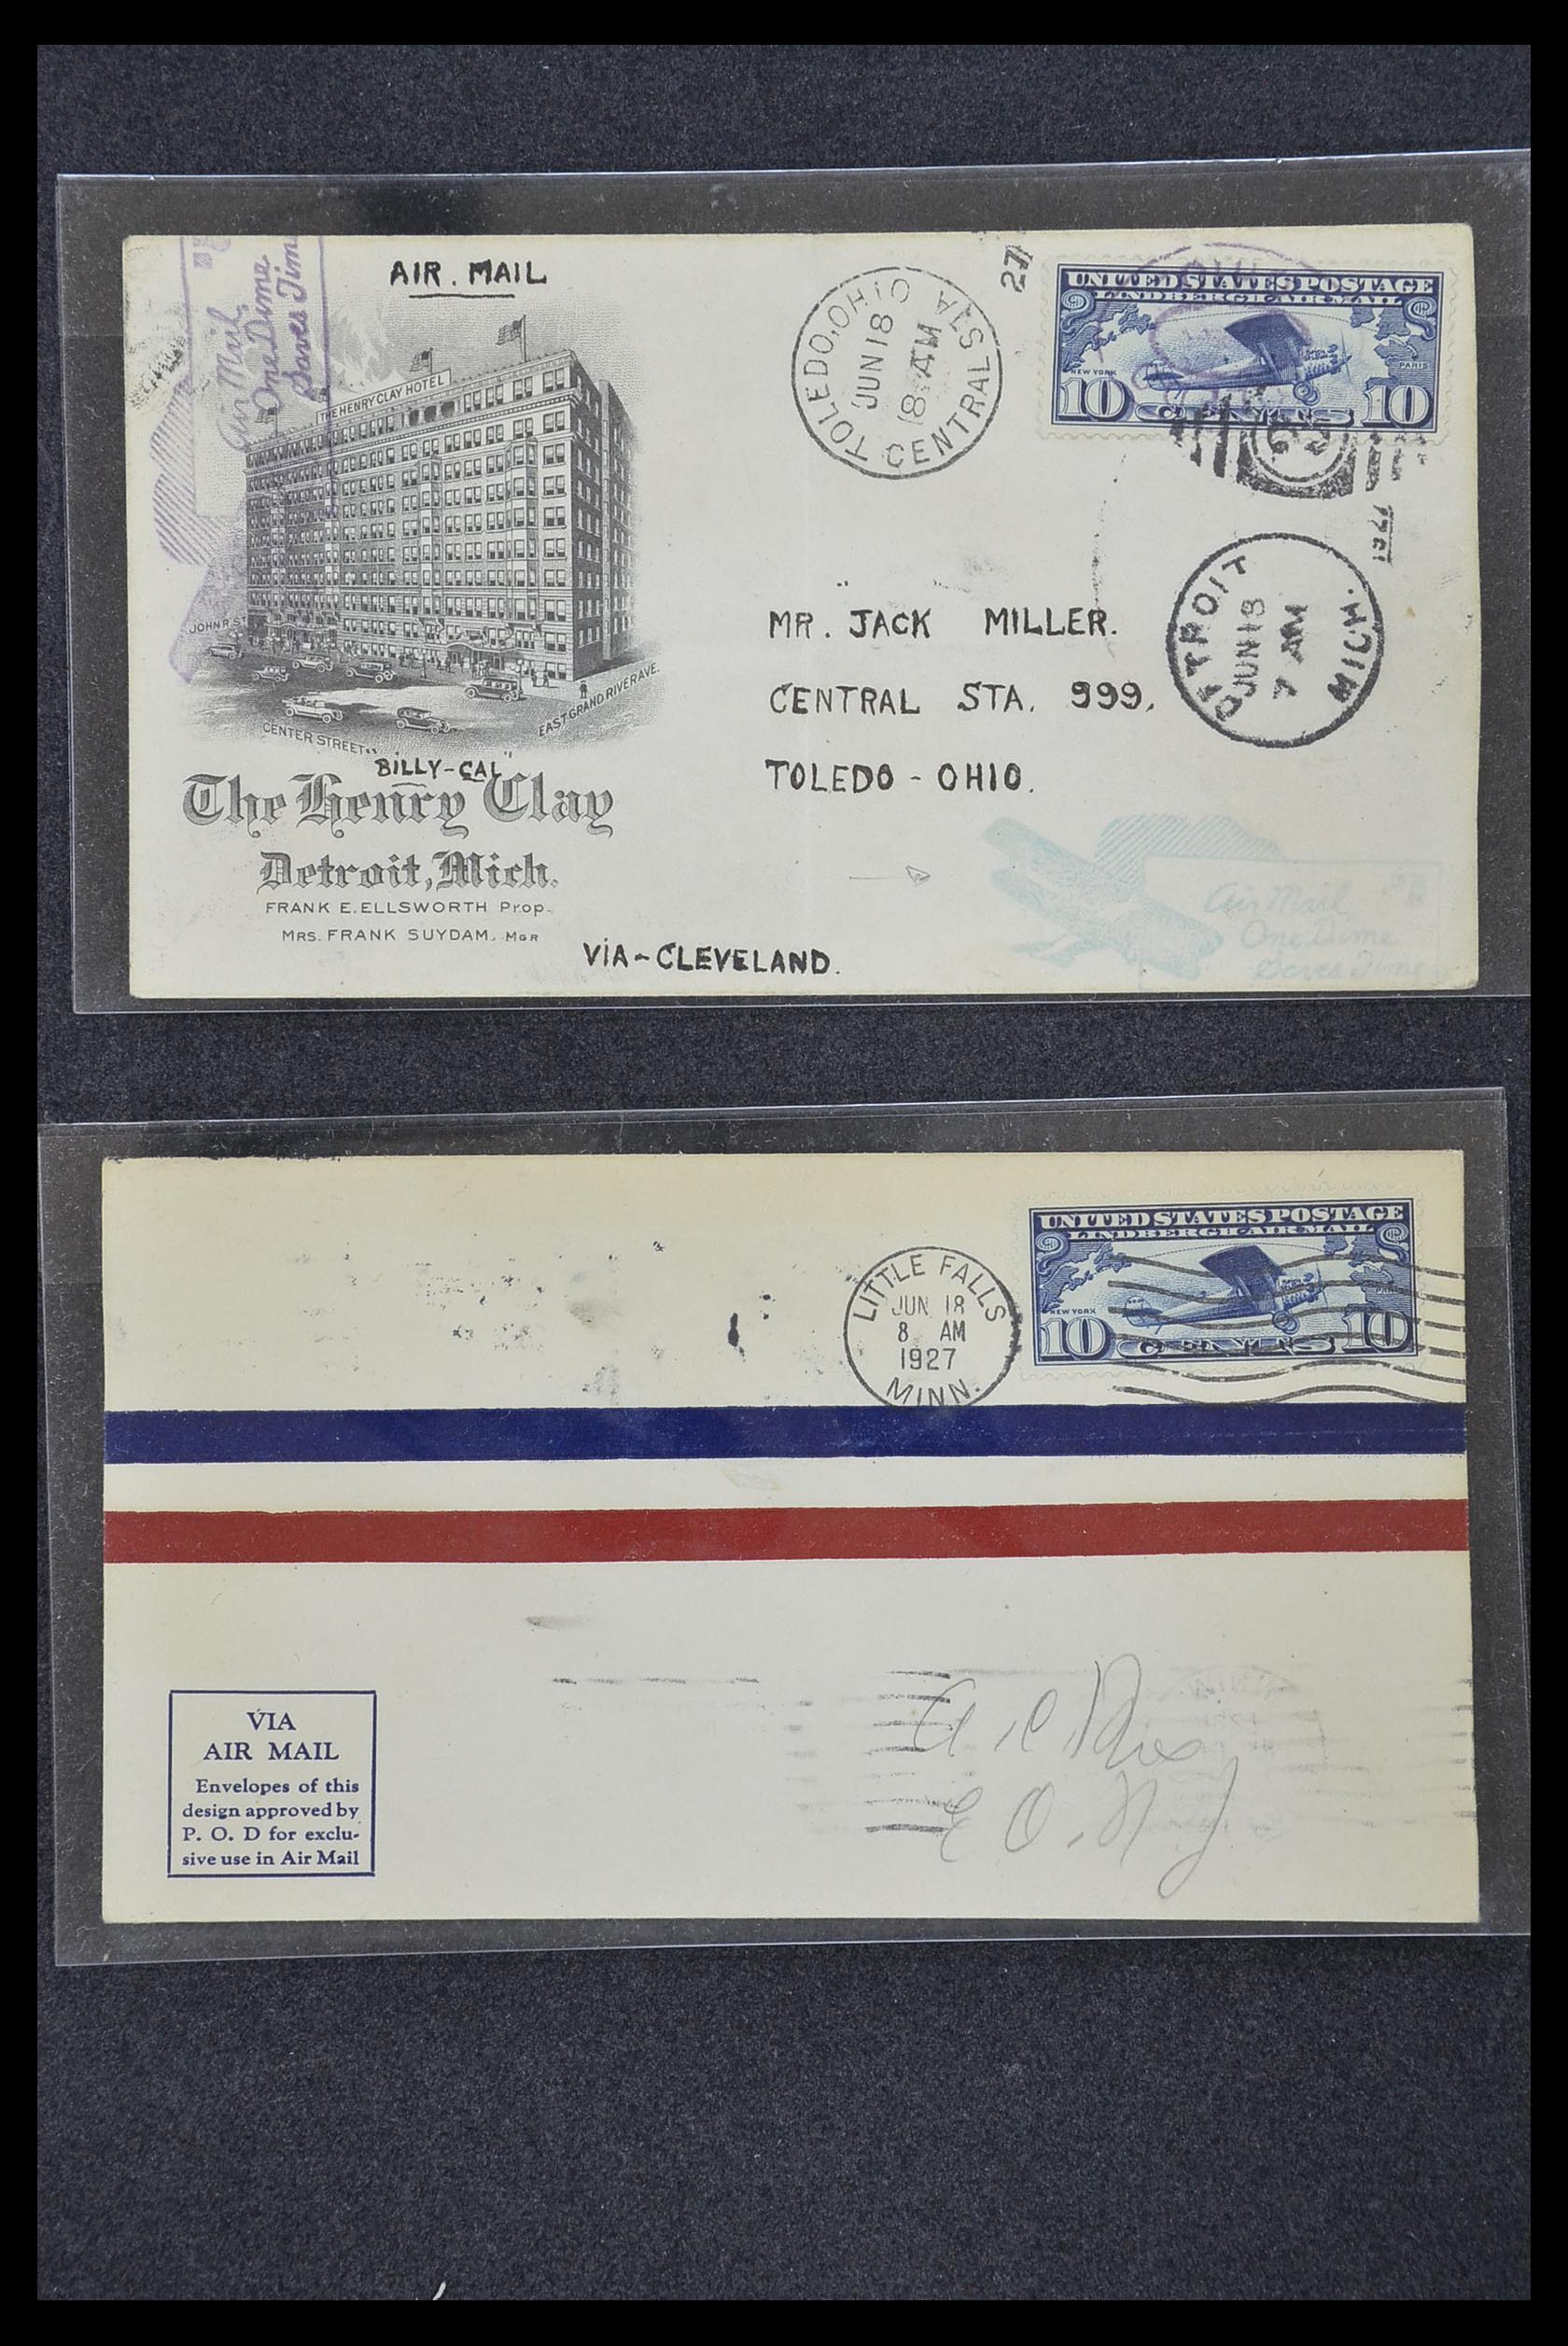 AIR. MAIL
Air Mail
One Dime
Saves Time
THE HENRY CLAY HOTEL
JOHN R ST
CENTER STREET
EAST GRAND RIVER AVE.
"BILLY-CAL"
The Henry Clay
Detroit, Mich.
FRANK E. ELLSWORTH Prop.
MRS. FRANK SUYDAM, MGR
VIA-CLEVELAND.
TOLEDO, OHIO
JUN 18
8 AM
CENTRAL STA
27
UNITED STATES POSTAGE
LINDBERGH AIR MAIL
NEW YORK
PARIS
10 CENTS 10
DETROIT
JUN 18
7 AM
MICH.
MR. JACK MILLER.
CENTRAL STA. 999,
TOLEDO - OHIO.
Air Mail
One Dime
Saves Time
LITTLE FALLS
JUN 18
8 AM
1927
MINN.
UNITED STATES POSTAGE
LINDBERGH AIR MAIL
NEW YORK
PARIS
10 CENTS 10
VIA
AIR MAIL
Envelopes of this
design approved by
P. O. D for exclu-
sive use in Air Mail